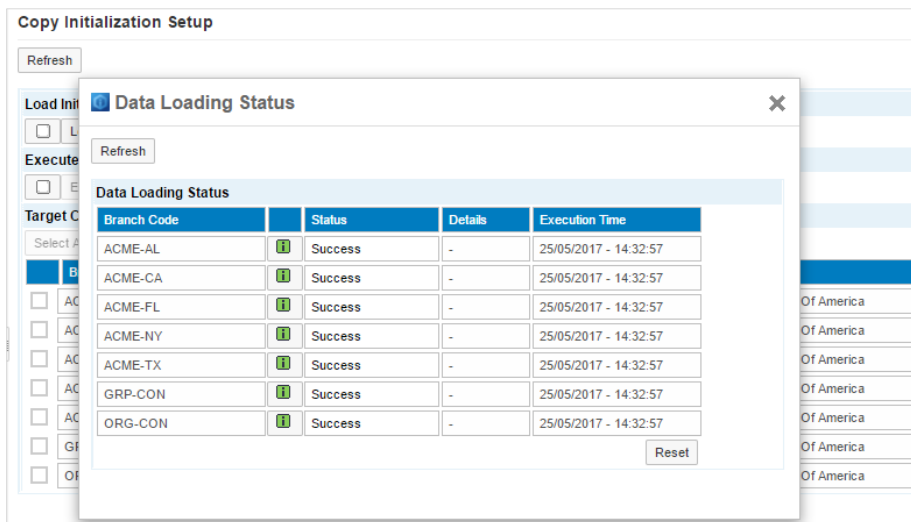 Copy Initialization Setup
Refresh
Load Init
L
Data Loading Status
Refresh
Execute
E
Data Loading Status
Target C
Select A
B
Branch Code Status Details Execution Time
ACME-AL Success - 25/05/2017 - 14:32:57
ACME-CA Success - 25/05/2017 - 14:32:57
ACME-FL Success - 25/05/2017 - 14:32:57
ACME-NY Success - 25/05/2017 - 14:32:57
ACME-TX Success - 25/05/2017 - 14:32:57
GRP-CON Success - 25/05/2017 - 14:32:57
ORG-CON Success - 25/05/2017 - 14:32:57
Reset
AC Of America
AC Of America
AC Of America
AC Of America
AC Of America
GR Of America
OR Of America